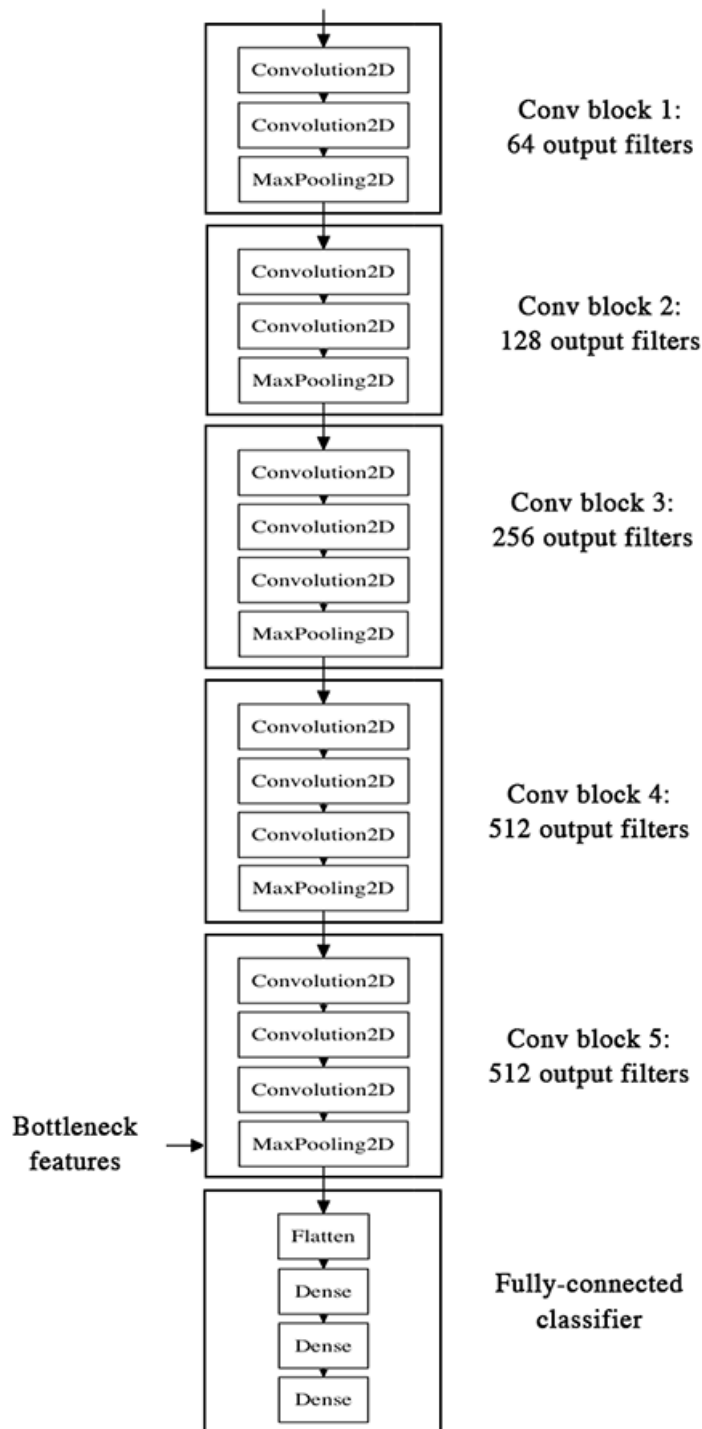 Convolution2D
Convolution2D
MaxPooling2D
Conv block 1:
64 output filters
Convolution2D
Convolution2D
MaxPooling2D
Conv block 2:
128 output filters
Convolution2D
Convolution2D
Convolution2D
MaxPooling2D
Conv block 3:
256 output filters
Convolution2D
Convolution2D
Convolution2D
MaxPooling2D
Conv block 4:
512 output filters
Convolution2D
Convolution2D
Convolution2D
MaxPooling2D
Conv block 5:
512 output filters
Bottleneck
features
Flatten
Dense
Dense
Dense
Fully-connected
classifier